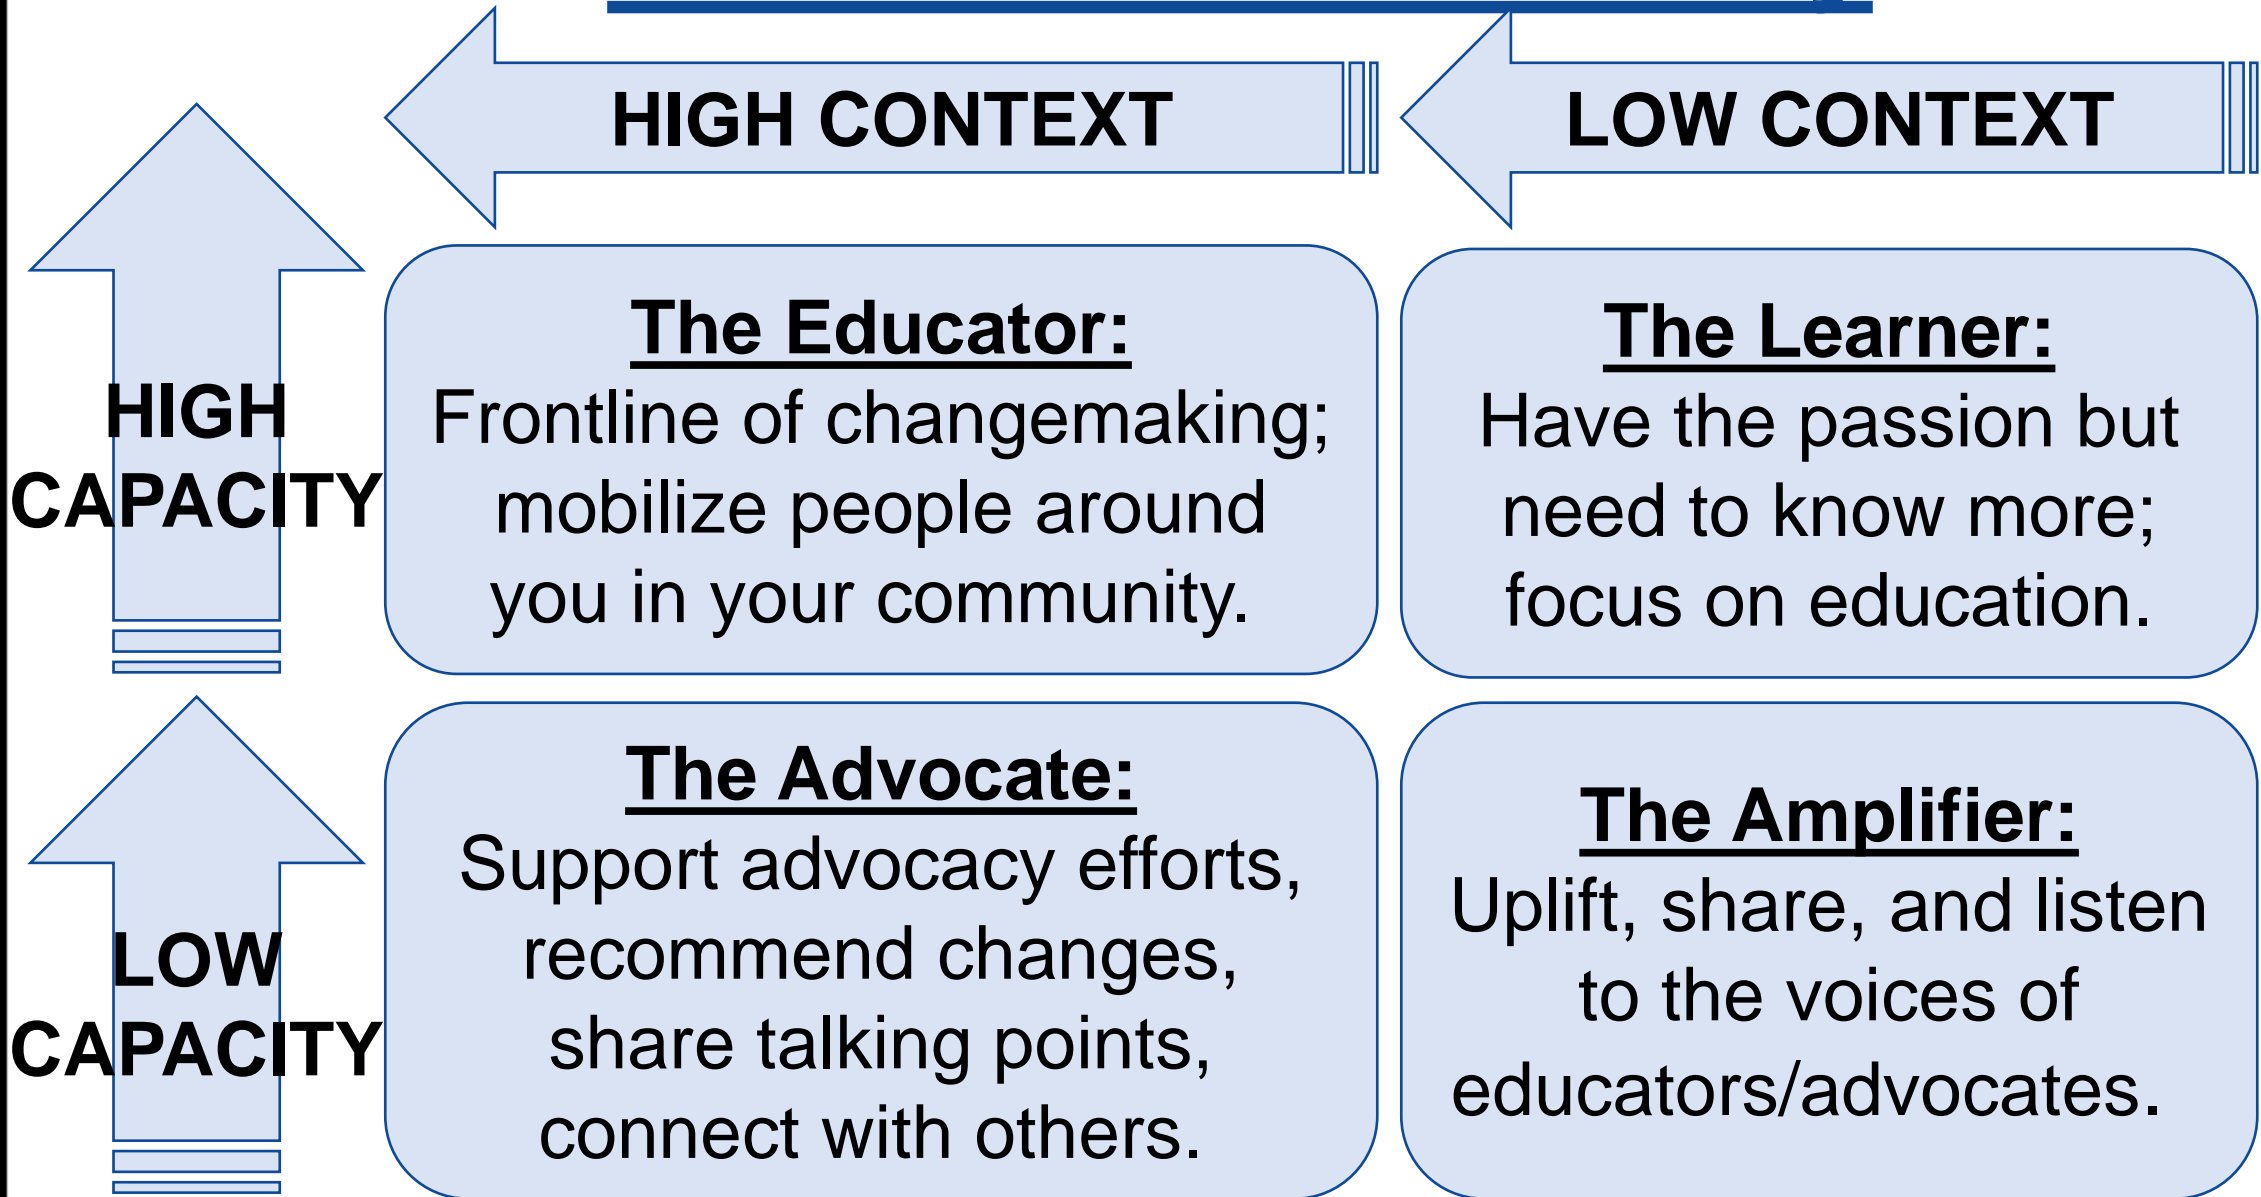 HIGH CONTEXT
LOW CONTEXT
HIGH
CAPACITY
The Educator:
Frontline of changemaking;
mobilize people around
you in your community.
The Learner:
Have the passion but
need to know more;
focus on education.
LOW
CAPACITY
The Advocate:
Support advocacy efforts,
recommend changes,
share talking points,
connect with others.
The Amplifier:
Uplift, share, and listen
to the voices of
educators/advocates.